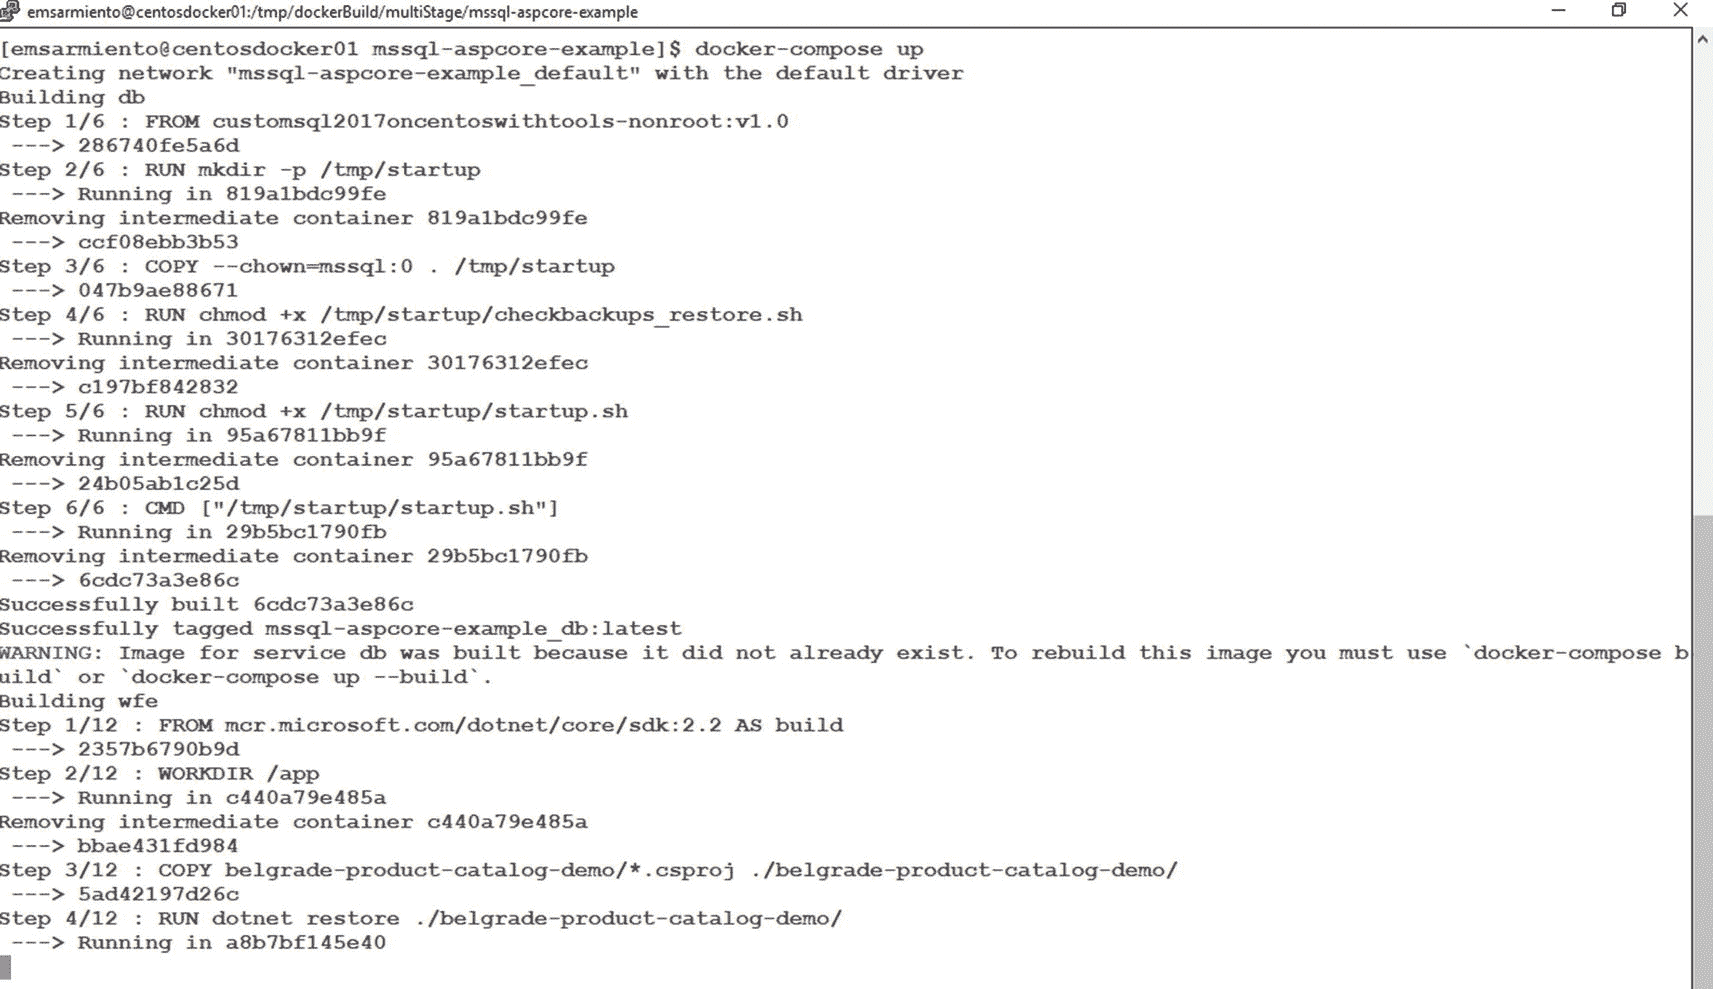 emsarmiento@centosdocker01:/tmp/dockerBuild/multiStage/mssql-aspcore-example
[emsarmiento@centosdocker01 mssql-aspcore-example]$ docker-compose up
Creating network "mssql-aspcore-example_default" with the default driver
Building db
Step 1/6 : FROM customsql2017oncentoswithtools-nonroot:v1.0
---> 286740fe5a6d
Step 2/6 : RUN mkdir -p /tmp/startup
---> Running in 819a1bdc99fe
Removing intermediate container 819a1bdc99fe
---> ccf08ebb3b53
Step 3/6 : COPY --chown=mssql:0 . /tmp/startup
---> 047b9ae88671
Step 4/6 : RUN chmod +x /tmp/startup/checkbackups_restore.sh
---> Running in 30176312efec
Removing intermediate container 30176312efec
---> c197bf842832
Step 5/6 : RUN chmod +x /tmp/startup/startup.sh
---> Running in 95a67811bb9f
Removing intermediate container 95a67811bb9f
---> 24b05ab1c25d
Step 6/6 : CMD ["/tmp/startup/startup.sh"]
---> Running in 29b5bc1790fb
Removing intermediate container 29b5bc1790fb
---> 6cdc73a3e86c
Successfully built 6cdc73a3e86c
Successfully tagged mssql-aspcore-example_db:latest
WARNING: Image for service db was built because it did not already exist. To rebuild this image you must use `docker-compose b
uild` or `docker-compose up --build`.
Building wfe
Step 1/12 : FROM mcr.microsoft.com/dotnet/core/sdk:2.2 AS build
---> 2357b6790b9d
Step 2/12 : WORKDIR /app
---> Running in c440a79e485a
Removing intermediate container c440a79e485a
---> bbae431fd984
Step 3/12 : COPY belgrade-product-catalog-demo/*.csproj ./belgrade-product-catalog-demo/
---> 5ad42197d26c
Step 4/12 : RUN dotnet restore ./belgrade-product-catalog-demo/
---> Running in a8b7bf145e40